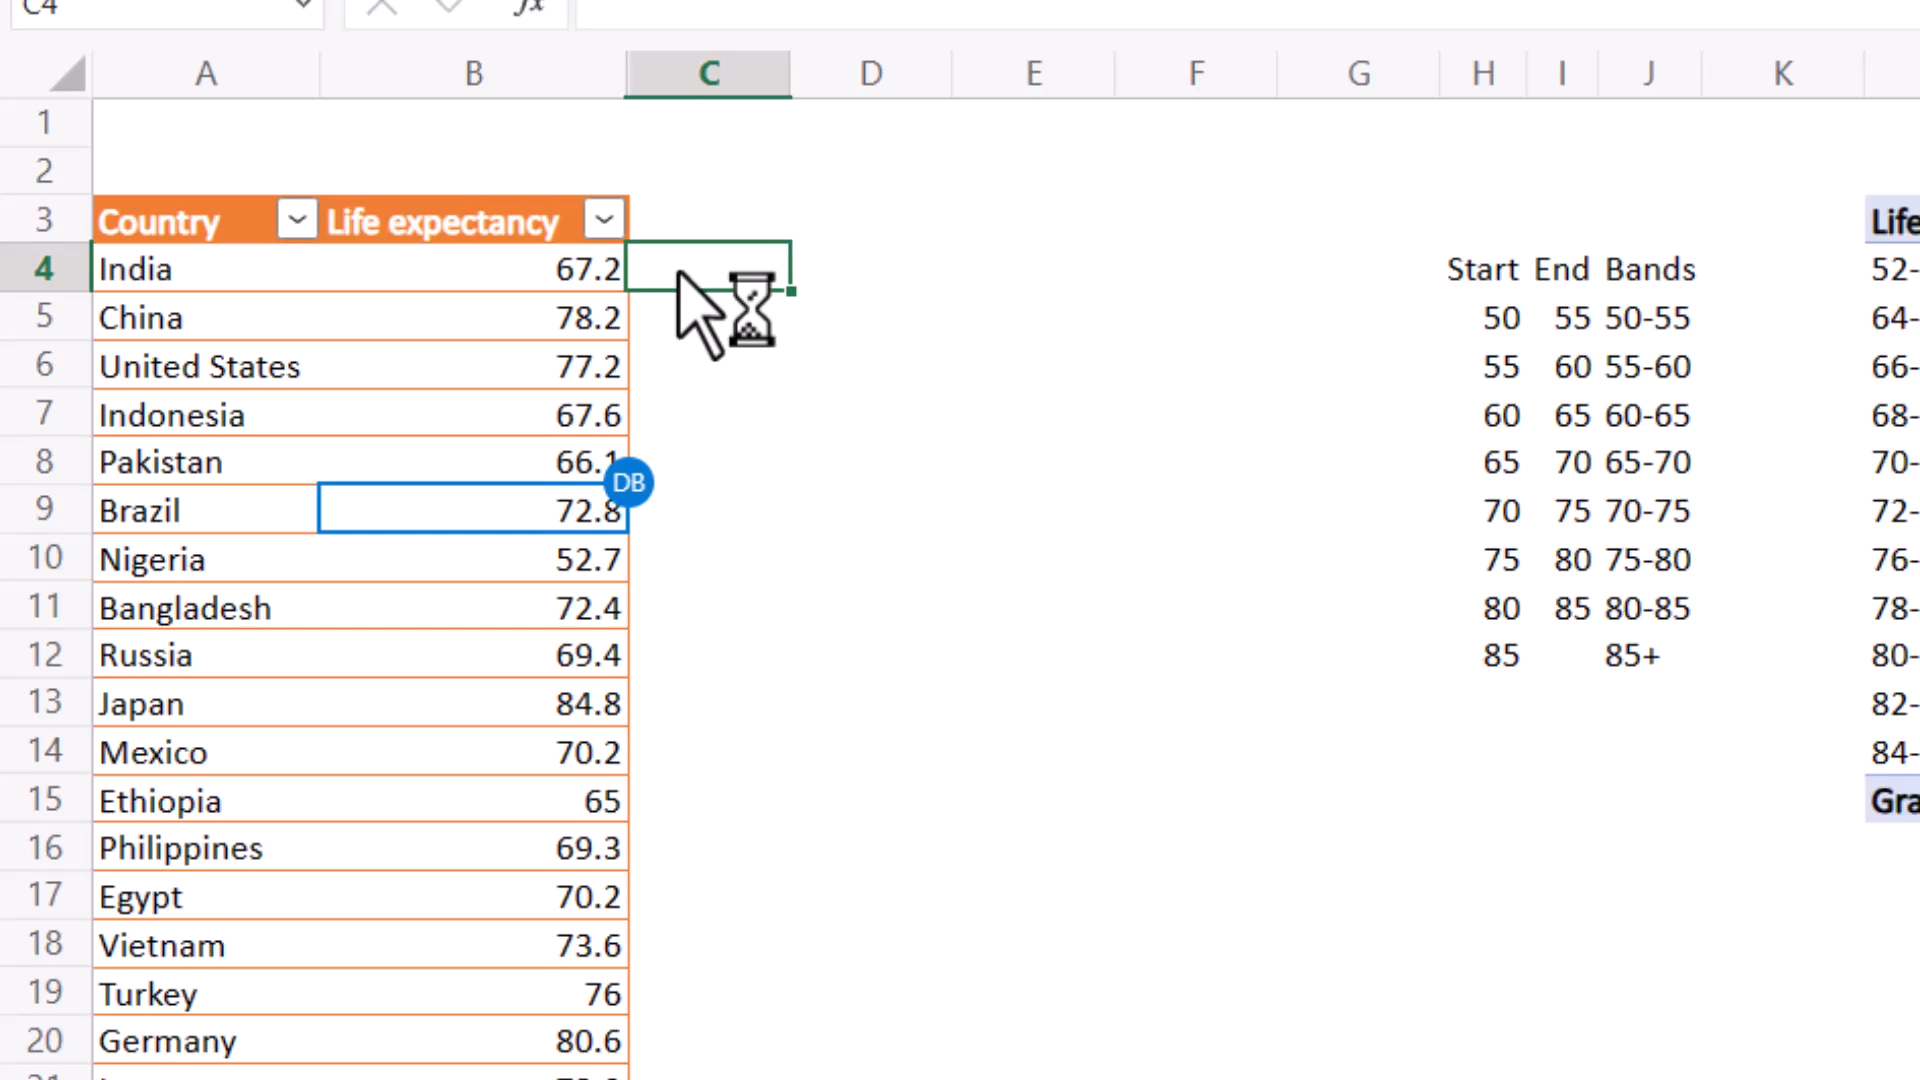 C4 fx
A B C D E F G H I J K
1
2
3 Country Life expectancy Life
4 India 67.2 Start End Bands 52-
5 China 78.2 50 55 50-55 64-
6 United States 77.2 55 60 55-60 66-
7 Indonesia 67.6 60 65 60-65 68-
8 Pakistan 66.1 DB 65 70 65-70 70-
9 Brazil 72.8 70 75 70-75 72-
10 Nigeria 52.7 75 80 75-80 76-
11 Bangladesh 72.4 80 85 80-85 78-
12 Russia 69.4 85 85+ 80-
13 Japan 84.8 82-
14 Mexico 70.2 84-
15 Ethiopia 65 Gra
16 Philippines 69.3
17 Egypt 70.2
18 Vietnam 73.6
19 Turkey 76
20 Germany 80.6